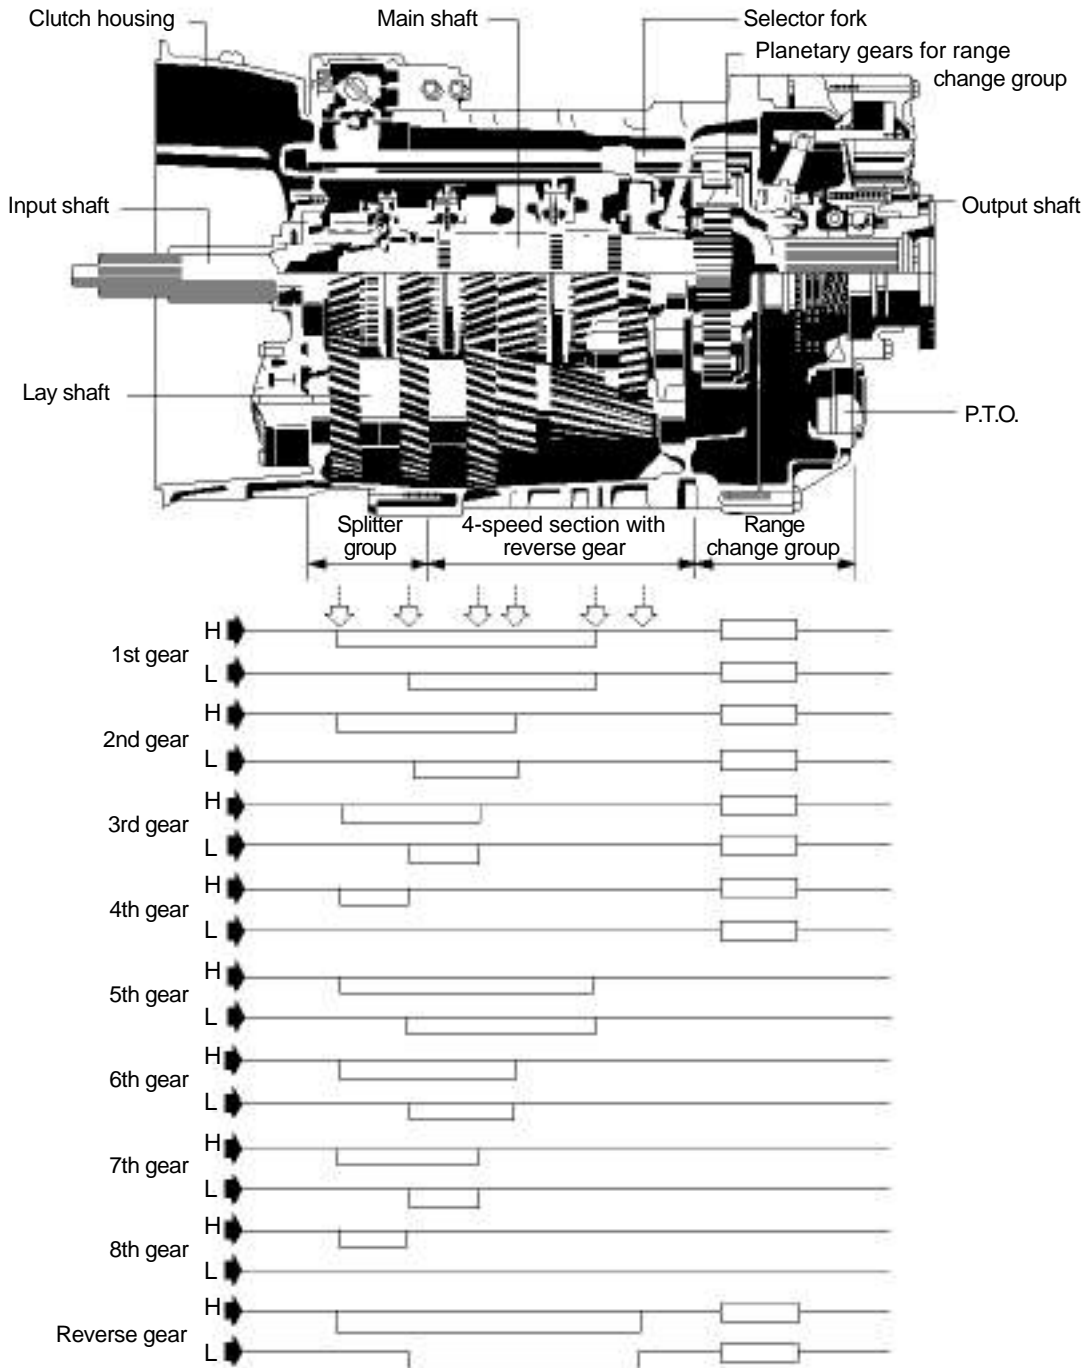 Clutch housing
Main shaft
Selector fork
Planetary gears for range
change group
Input shaft
Output shaft
Lay shaft
P.T.O.
Splitter
group
4-speed section with
reverse gear
Range
change group
H
1st gear
L
H
2nd gear
L
H
3rd gear
L
H
4th gear
L
H
5th gear
L
H
6th gear
L
H
7th gear
L
H
8th gear
L
H
Reverse gear
L